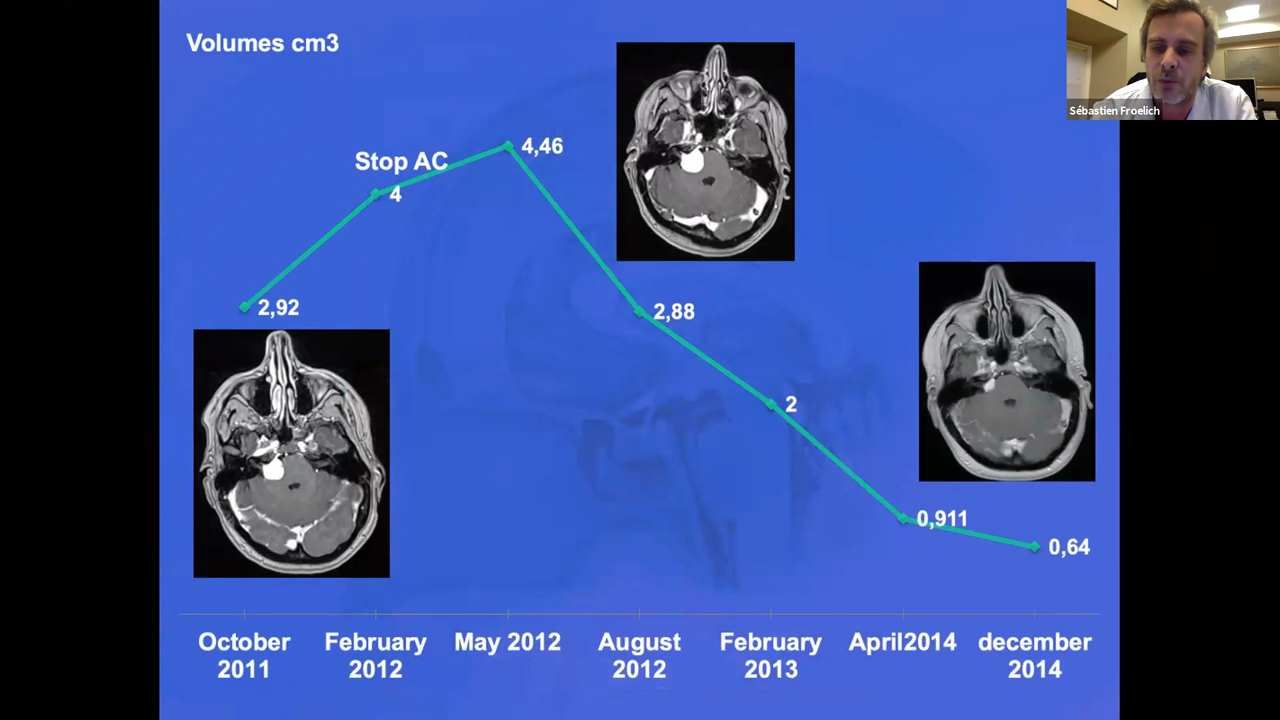 Volumes cm3
Sébastien Froelich
Stop AC
4,46
4
2,92
2,88
2
0,911
0,64
October
2011
February
2012
May 2012
August
2012
February
2013
April2014
december
2014